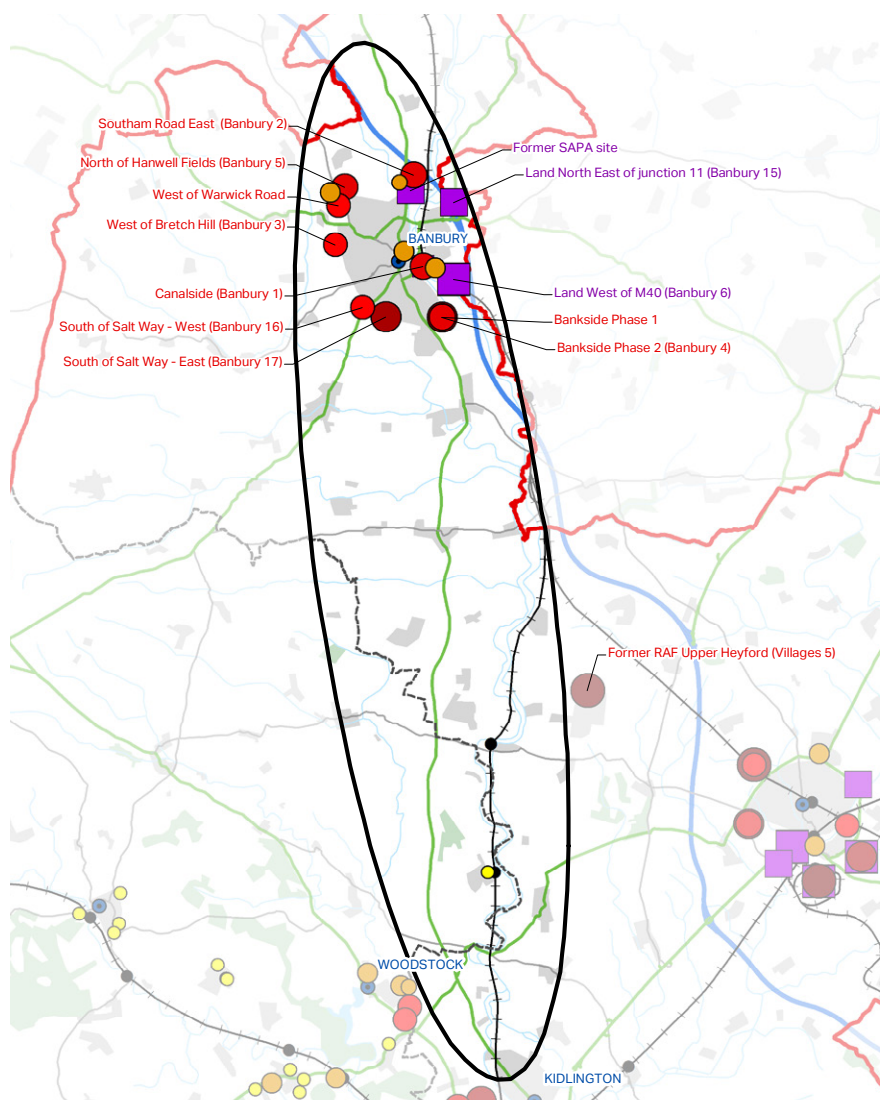 Southam Road East (Banbury 2)
Former SAPA site
North of Hanwell Fields (Banbury 5)
Land North East of junction 11 (Banbury 15)
West of Warwick Road
West of Bretch Hill (Banbury 3)
BANBURY
Canalside (Banbury 1)
Land West of M40 (Banbury 6)
South of Salt Way - West (Banbury 16)
Bankside Phase 1
Bankside Phase 2 (Banbury 4)
South of Salt Way - East (Banbury 17)
Former RAF Upper Heyford (Villages 5)
WOODSTOCK
KIDLINGTON